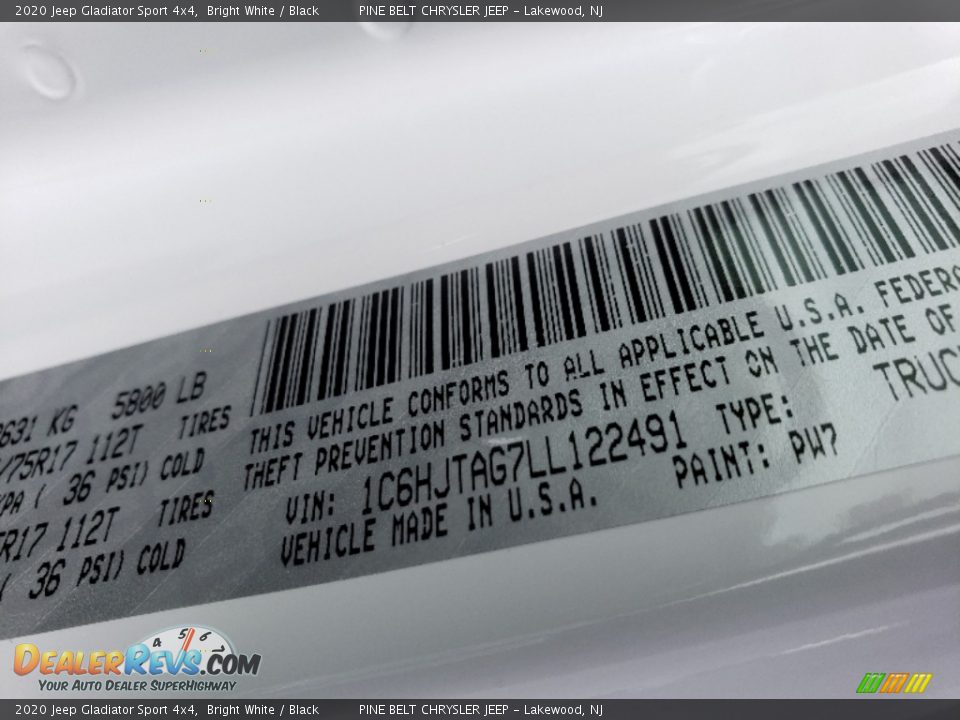 2020 Jeep Gladiator Sport 4x4, Bright White / Black PINE BELT CHRYSLER JEEP - Lakewood, NJ
KG 5800 LB
75R17 112T TIRES
( 36 PSI) COLD
R17 112T TIRES
( 36 PSI) COLD
THIS VEHICLE CONFORMS TO ALL APPLICABLE U.S.A. FEDERA
THEFT PREVENTION STANDARDS IN EFFECT ON THE DATE OF
VIN: 1C6HJTAG7LL122491 TYPE: TRUC
VEHICLE MADE IN U.S.A. PAINT: PW7
4 5 6
DEALERREVS.COM
YOUR AUTO DEALER SUPERHIGHWAY
2020 Jeep Gladiator Sport 4x4, Bright White / Black PINE BELT CHRYSLER JEEP - Lakewood, NJ